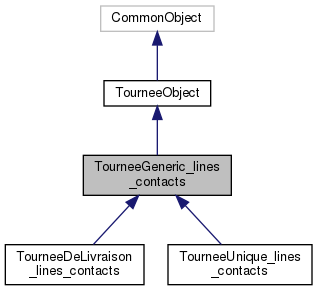 CommonObject
TourneeObject
TourneeGeneric_lines
_contacts
TourneeDeLivraison
_lines_contacts
TourneeUnique_lines
_contacts